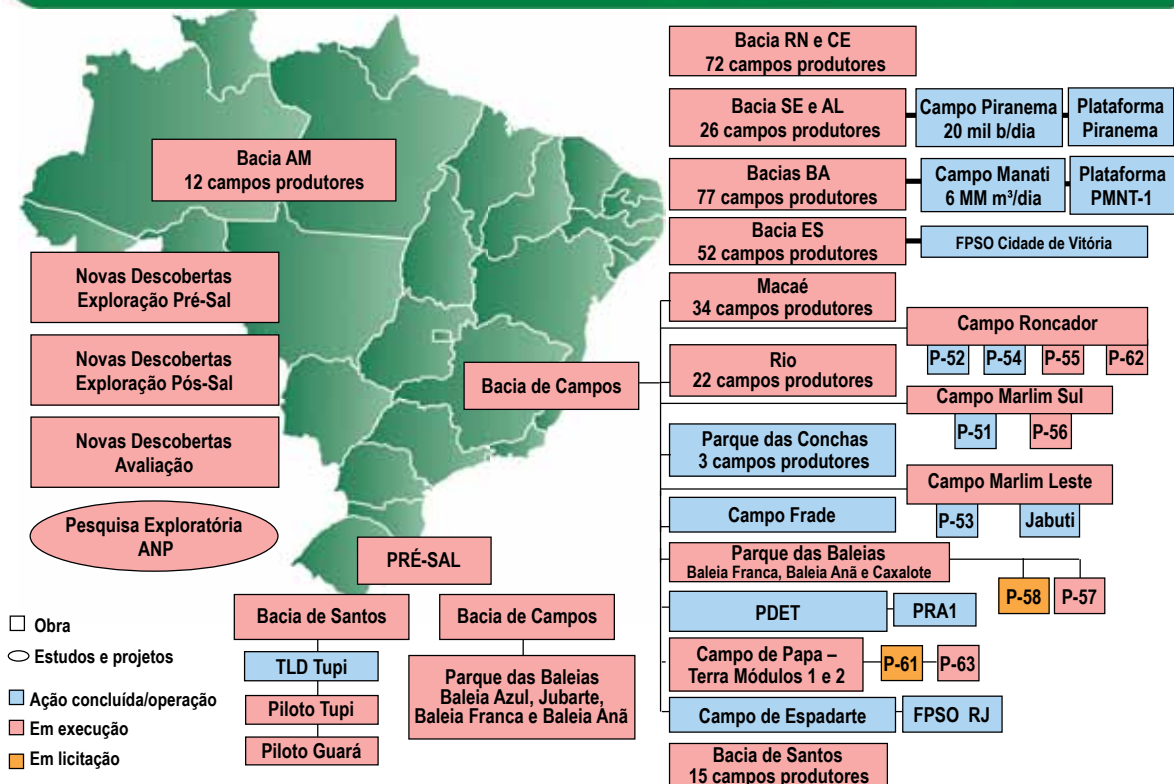 Bacia RN e CE
72 campos produtores
Bacia SE e AL
26 campos produtores
Campo Piranema
20 mil b/dia
Plataforma
Piranema
Bacia AM
12 campos produtores
Bacias BA
77 campos produtores
Campo Manati
6 MM m³/dia
Plataforma
PMNT-1
Bacia ES
52 campos produtores
FPSO Cidade de Vitória
Novas Descobertas
Exploração Pré-Sal
Novas Descobertas
Exploração Pós-Sal
Novas Descobertas
Avaliação
Pesquisa Exploratória
ANP
Bacia de Campos
Macaé
34 campos produtores
Campo Roncador
P-52
P-54
P-55
P-62
Rio
22 campos produtores
Campo Marlim Sul
P-51
P-56
Parque das Conchas
3 campos produtores
Campo Marlim Leste
P-53
Jabuti
Campo Frade
Parque das Baleias
Baleia Franca, Baleia Anã e Caxalote
P-58
P-57
PDET
PRA1
Campo de Papa –
Terra Módulos 1 e 2
P-61
P-63
Campo de Espadarte
FPSO RJ
Bacia de Santos
15 campos produtores
PRÉ-SAL
Bacia de Santos
TLD Tupi
Piloto Tupi
Piloto Guará
Bacia de Campos
Parque das Baleias
Baleia Azul, Jubarte,
Baleia Franca e Baleia Anã
Obra
Estudos e projetos
Ação concluída/operação
Em execução
Em licitação